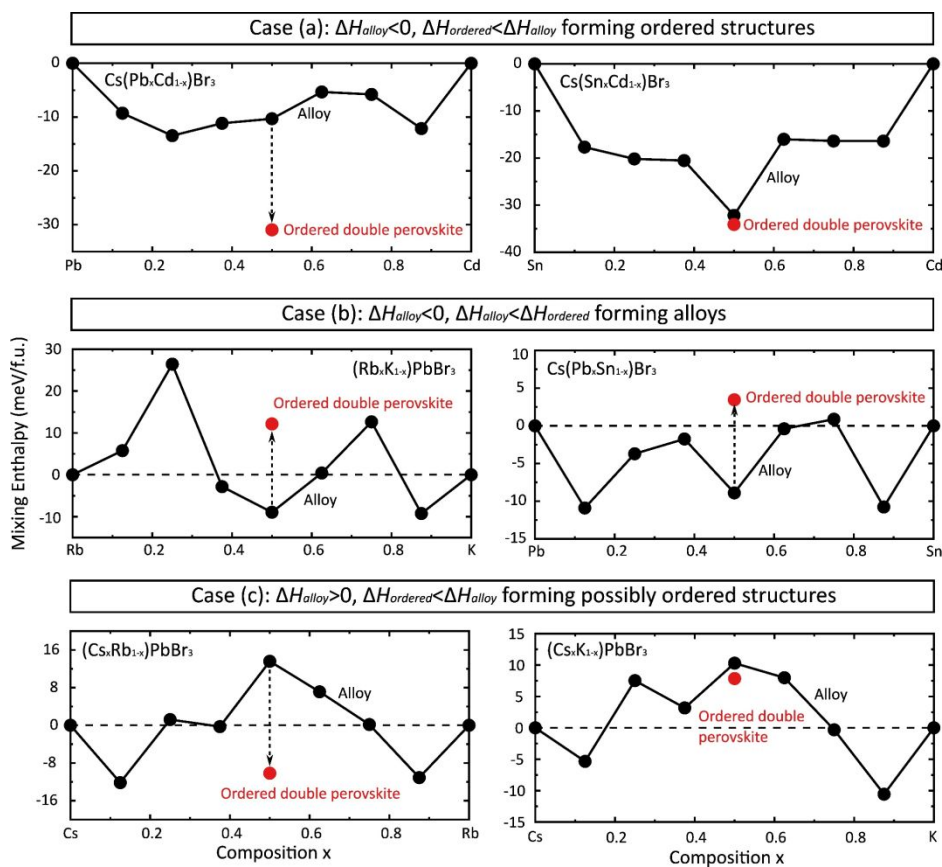 Case (a): ΔHalloy<0, ΔHordered<ΔHalloy forming ordered structures
Cs(PbxCd1-x)Br3
0
-10
-20
-30
Alloy
Ordered double perovskite
Pb 0.2 0.4 0.6 0.8 Cd
Cs(SnxCd1-x)Br3
0
-10
-20
-30
-40
Alloy
Ordered double perovskite
Sn 0.2 0.4 0.6 0.8 Cd
Case (b): ΔHalloy<0, ΔHalloy<ΔHordered forming alloys
Mixing Enthalpy (meV/f.u.)
(RbxK1-x)PbBr3
30
20
10
0
-10
Ordered double perovskite
Alloy
Rb 0.2 0.4 0.6 0.8 K
Cs(PbxSn1-x)Br3
10
5
0
-5
-10
-15
Ordered double perovskite
Alloy
Pb 0.2 0.4 0.6 0.8 Sn
Case (c): ΔHalloy>0, ΔHordered<ΔHalloy forming possibly ordered structures
(CsxRb1-x)PbBr3
16
8
0
-8
-16
Alloy
Ordered double perovskite
Cs 0.2 0.4 0.6 0.8 Rb
Composition x
(CsxK1-x)PbBr3
15
10
5
0
-5
-10
-15
Alloy
Ordered double
perovskite
Cs 0.2 0.4 0.6 0.8 K
Composition x